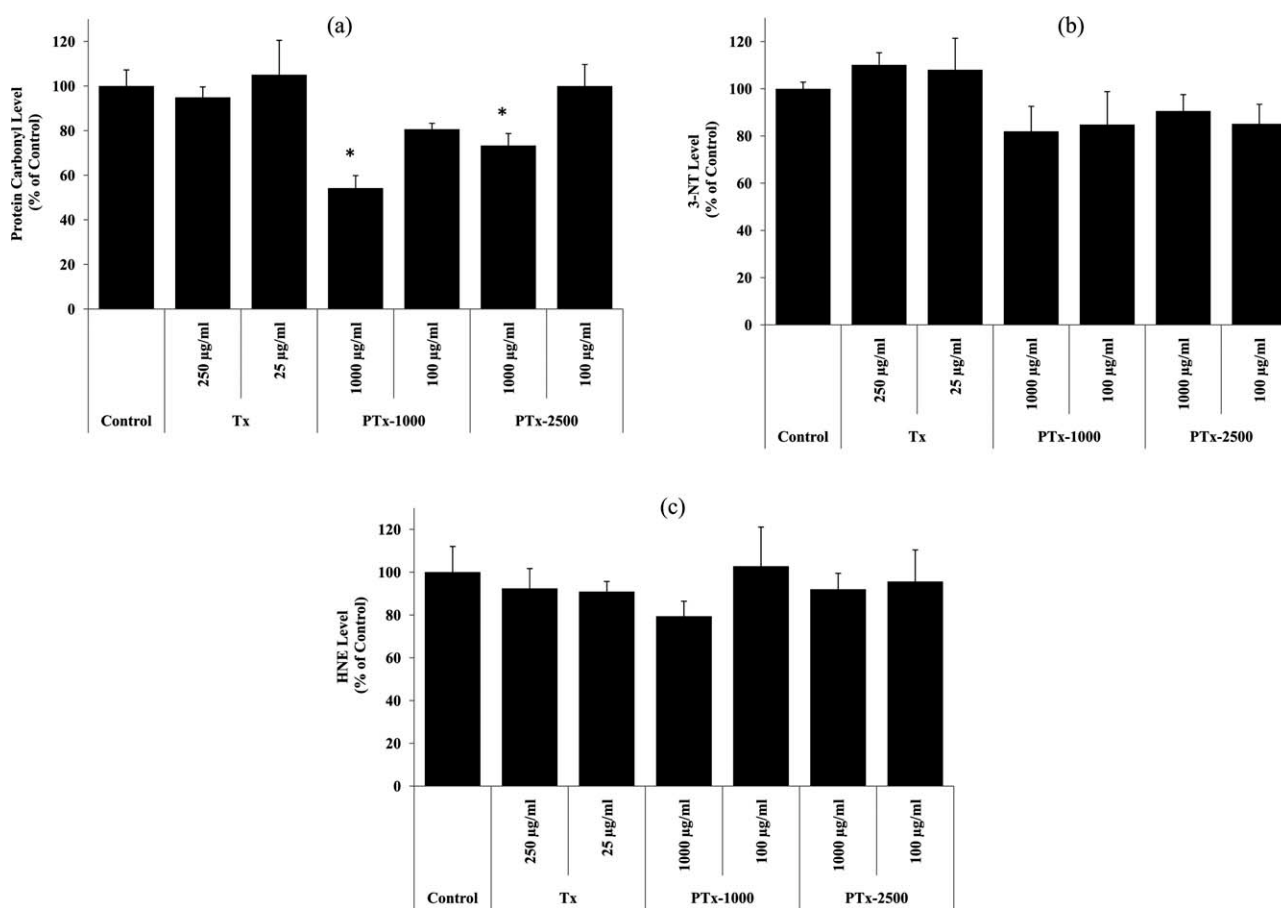 (a)
Protein Carbonyl Level
(% of Control)
120
100
80
60
40
20
0
*
*
250 µg/ml
25 µg/ml
1000 µg/ml
100 µg/ml
1000 µg/ml
100 µg/ml
Control
Tx
PTx-1000
PTx-2500
(b)
3-NT Level
(% of Control)
120
100
80
60
40
20
0
250 µg/ml
25 µg/ml
1000 µg/ml
100 µg/ml
1000 µg/ml
100 µg/ml
Control
Tx
PTx-1000
PTx-2500
(c)
HNE Level
(% of Control)
120
100
80
60
40
20
0
250 µg/ml
25 µg/ml
1000 µg/ml
100 µg/ml
1000 µg/ml
100 µg/ml
Control
Tx
PTx-1000
PTx-2500